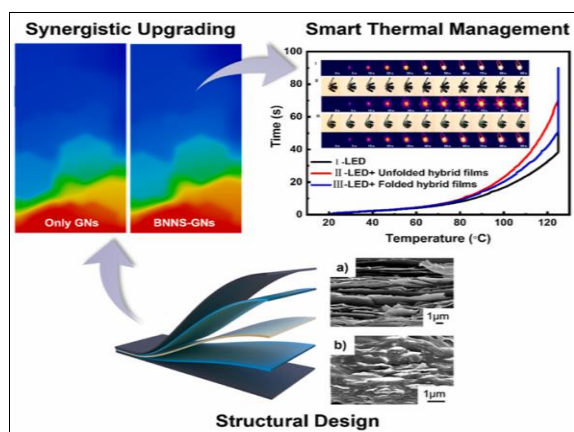 Synergistic Upgrading
Smart Thermal Management
Only GNs
BNNS-GNs
Time (s)
100
80
60
40
20
0
I
II
III
I -LED
II -LED+ Unfolded hybrid films
III-LED+ Folded hybrid films
20
40
60
80
100
120
Temperature (°C)
a)
1μm
b)
1μm
Structural Design